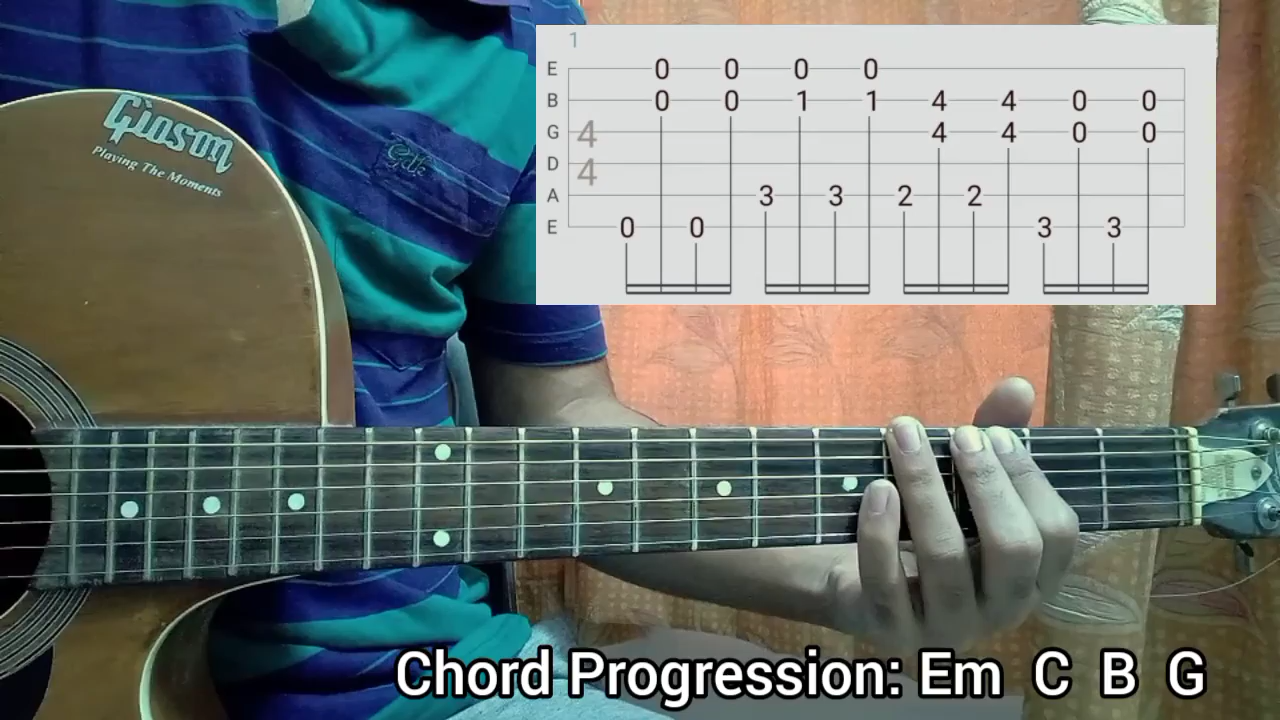 1
E 0 0 0 0
B 0 0 1 1 4 4 0 0
G 4 4 4 0 0
D
4
A 3 3 2 2
E 0 0 3 3
Gibson
Playing The Moments
Chord Progression: Em C B G